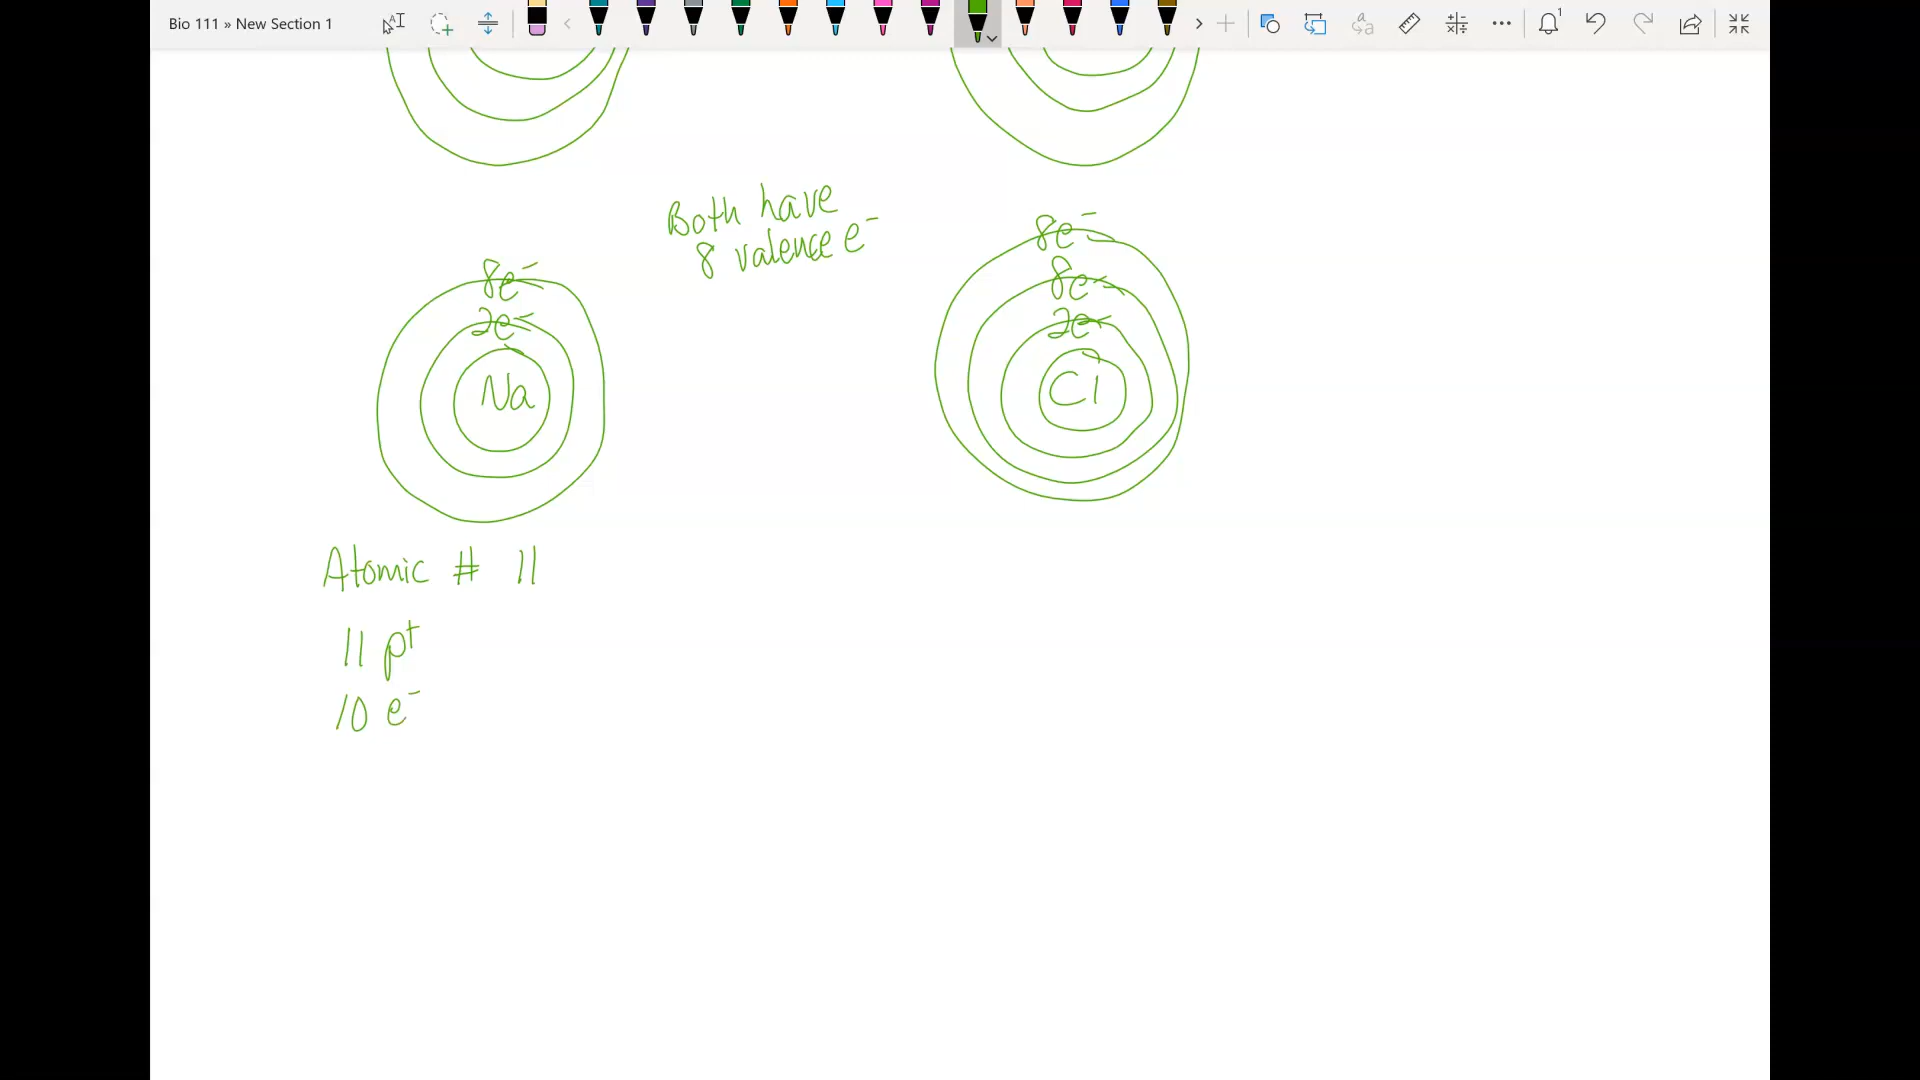 Bio 111 » New Section 1
Both have
8 valence e⁻
8e⁻
2e⁻
Na
8e⁻
8e⁻
2e⁻
Cl
Atomic # 11
11 p⁺
10 e⁻